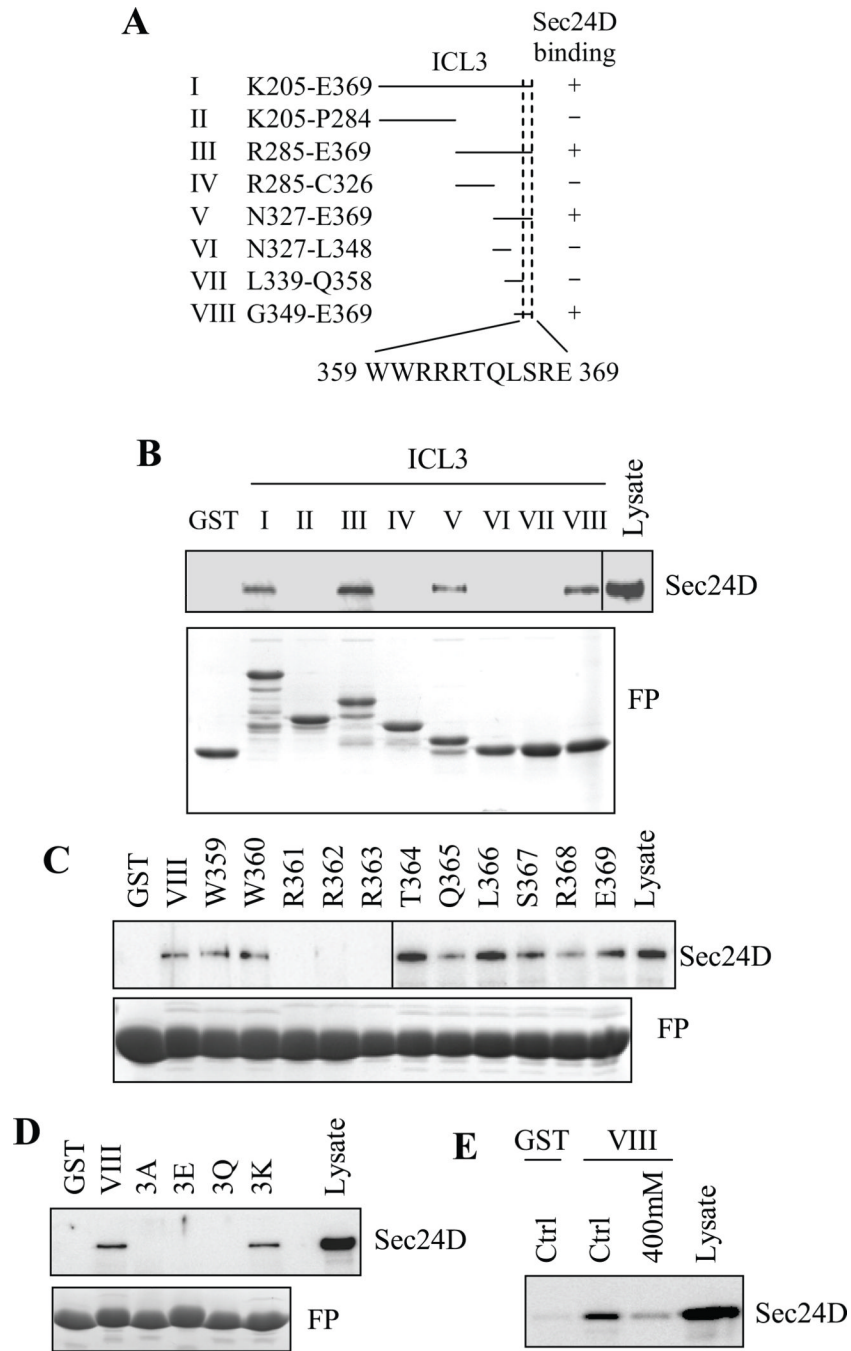 A
Sec24D
binding
ICL3
I K205-E369 +
II K205-P284 −
III R285-E369 +
IV R285-C326 −
V N327-E369 +
VI N327-L348 −
VII L339-Q358 −
VIII G349-E369 +
359 WWRRRTQLSRE 369
B
ICL3
GST I II III IV V VI VII VIII Lysate
Sec24D
FP
C
GST VIII W359 W360 R361 R362 R363 T364 Q365 L366 S367 R368 E369 Lysate
Sec24D
FP
D
GST VIII 3A 3E 3Q 3K Lysate
Sec24D
FP
E
GST VIII
Ctrl Ctrl 400mM Lysate
Sec24D